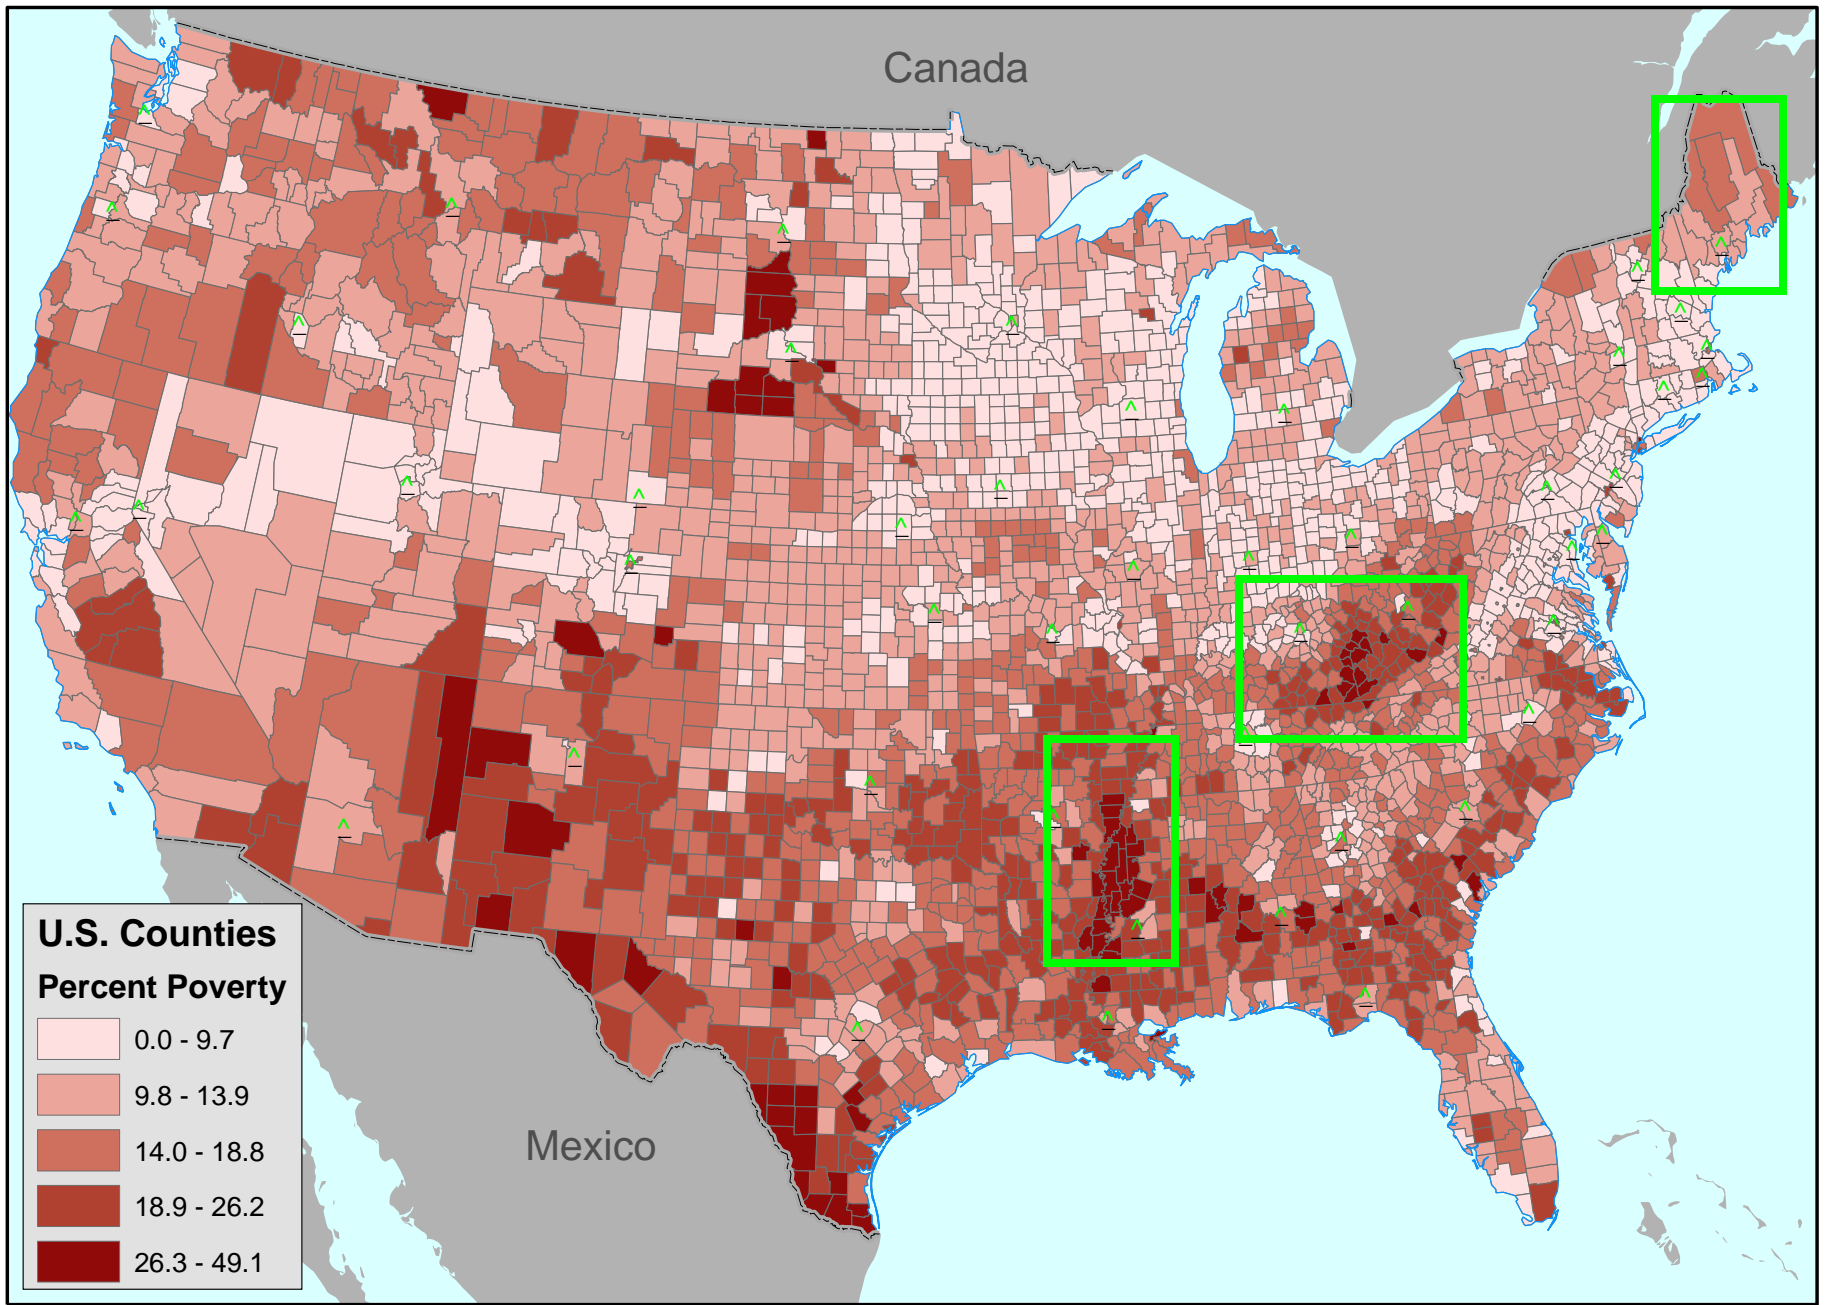 Canada
Mexico
U.S. Counties
Percent Poverty
0.0 - 9.7
9.8 - 13.9
14.0 - 18.8
18.9 - 26.2
26.3 - 49.1